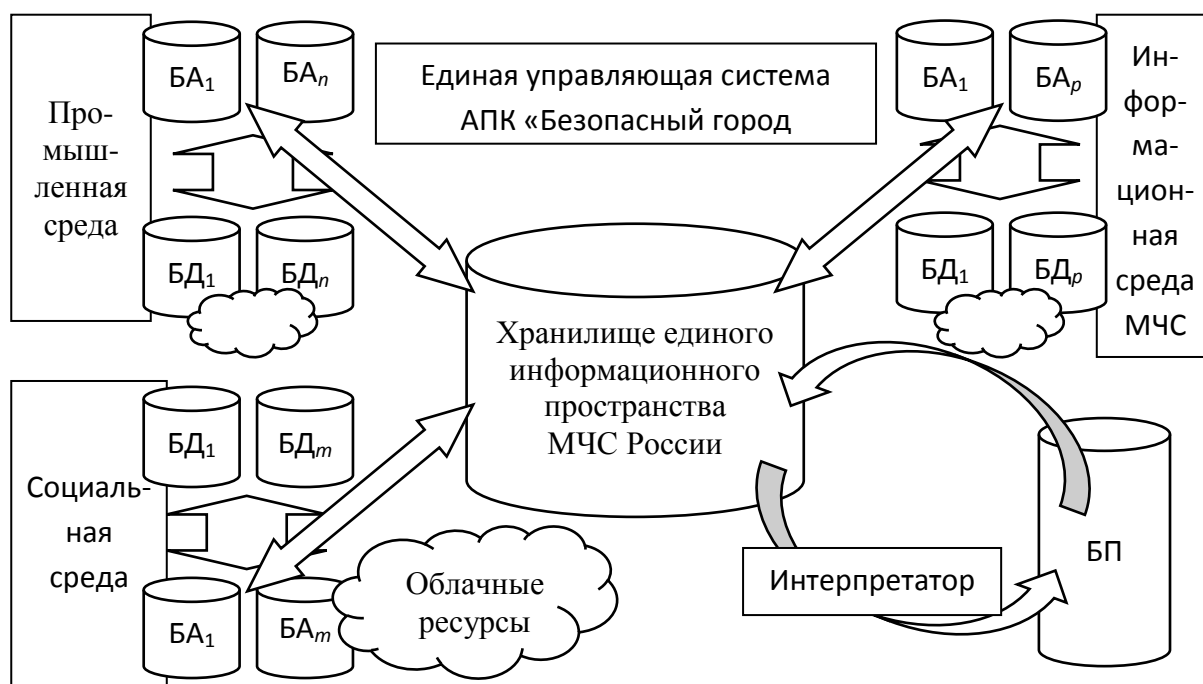 Про-
мыш-
ленная
среда
БА1
БАn
БД1
БДn
Единая управляющая система
АПК «Безопасный город
БА1
БАp
БД1
БДp
Ин-
фор-
ма-
цион-
ная
среда
МЧС
Хранилище единого
информационного
пространства
МЧС России
Социаль-
ная
среда
БД1
БДm
БА1
БАm
Облачные
ресурсы
Интерпретатор
БП